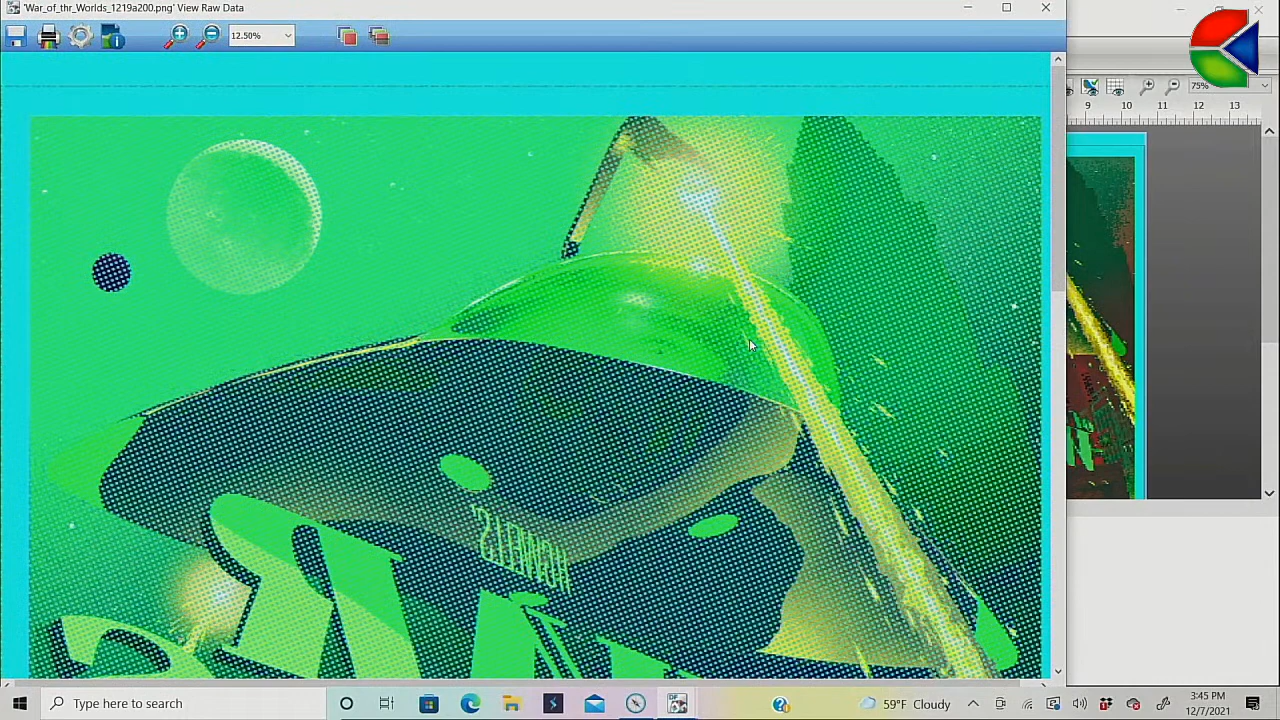 'War_of_thr_Worlds_1219a200.png' View Raw Data
12.50%
75%
9 10 11 12 13
DF
Type here to search
59°F Cloudy
3:45 PM
12/7/2021